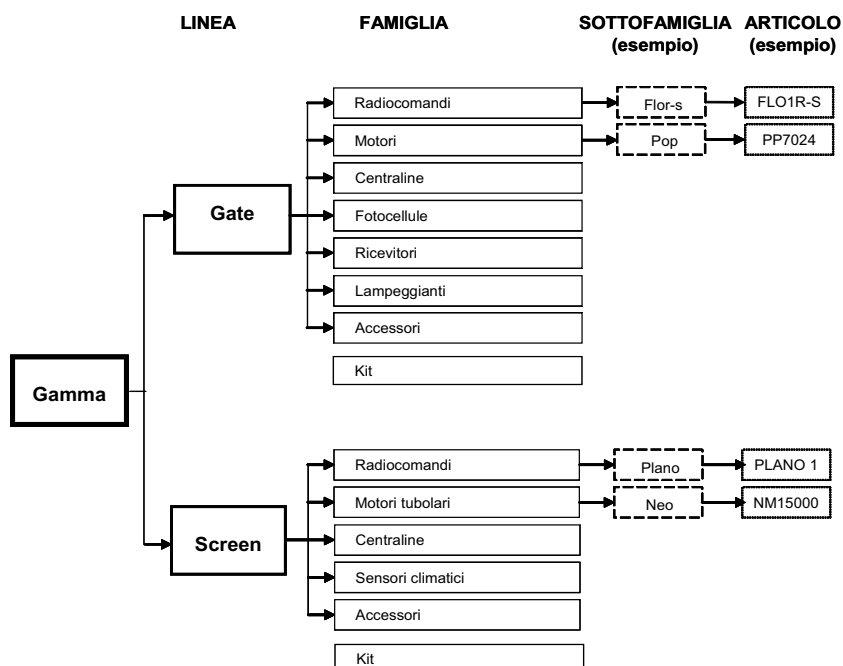 LINEA FAMIGLIA SOTTOFAMIGLIA ARTICOLO
(esempio) (esempio)
Radiocomandi Flor-s FLO1R-S
Motori Pop PP7024
Centraline
Gate Fotocellule
Ricevitori
Lampeggianti
Accessori
Kit
Gamma
Radiocomandi Plano PLANO 1
Motori tubolari Neo NM15000
Screen Centraline
Sensori climatici
Accessori
Kit